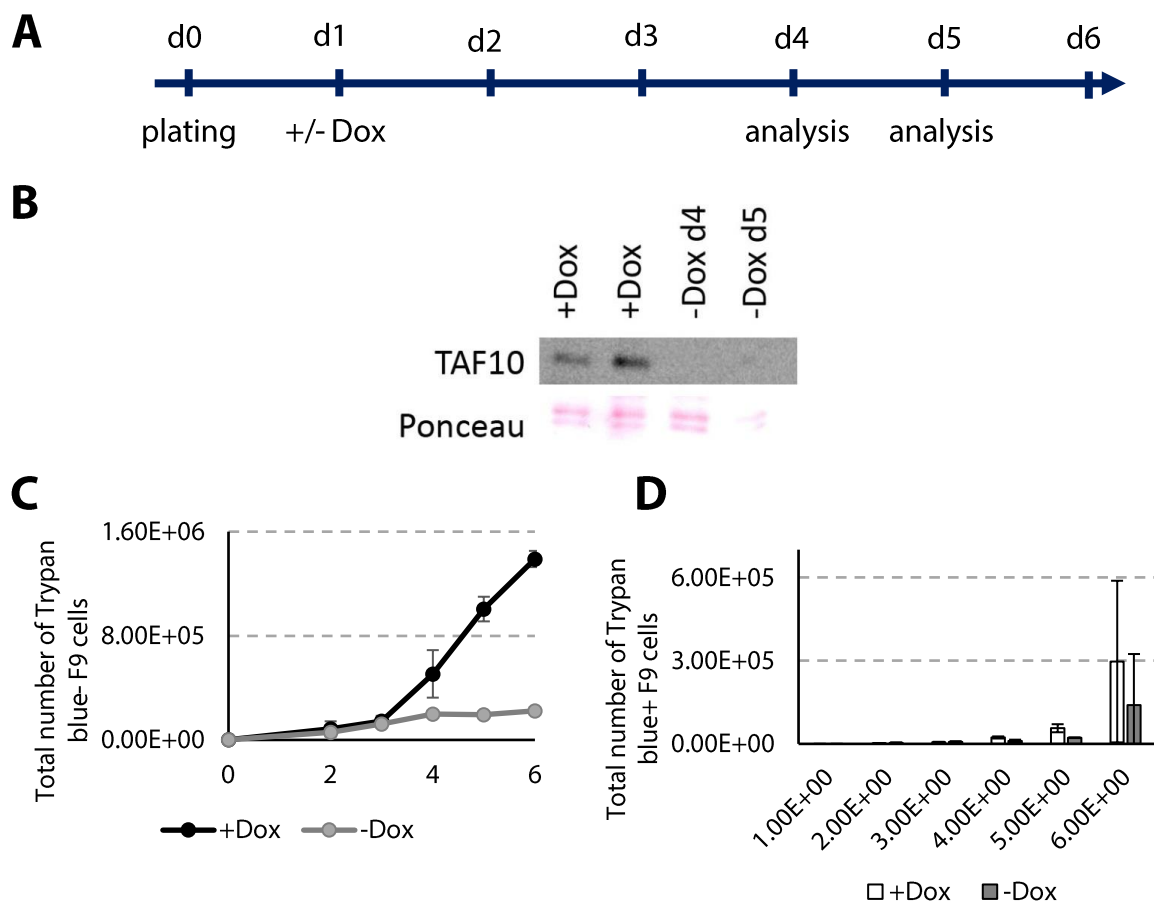 A
d0 d1 d2 d3 d4 d5 d6
plating +/- Dox analysis analysis
B
+Dox +Dox -Dox d4 -Dox d5
TAF10
Ponceau
C
Total number of Trypan
blue- F9 cells
1.60E+06
8.00E+05
0.00E+00
0 2 4 6
+Dox -Dox
D
Total number of Trypan
blue+ F9 cells
6.00E+05
3.00E+05
0.00E+00
1.00E+00 2.00E+00 3.00E+00 4.00E+00 5.00E+00 6.00E+00
+Dox -Dox